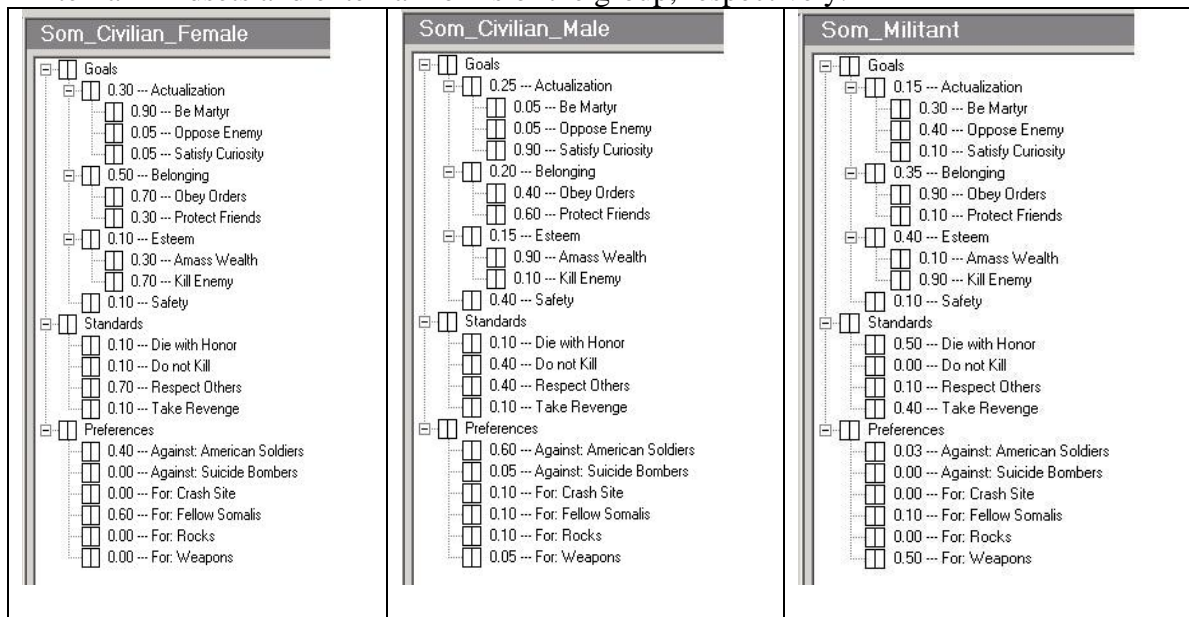 Som_Civilian_Female
Goals
0.30 --- Actualization
0.90 --- Be Martyr
0.05 --- Oppose Enemy
0.05 --- Satisfy Curiosity
0.50 --- Belonging
0.70 --- Obey Orders
0.30 --- Protect Friends
0.10 --- Esteem
0.30 --- Amass Wealth
0.70 --- Kill Enemy
0.10 --- Safety
Standards
0.10 --- Die with Honor
0.10 --- Do not Kill
0.70 --- Respect Others
0.10 --- Take Revenge
Preferences
0.40 --- Against: American Soldiers
0.00 --- Against: Suicide Bombers
0.00 --- For: Crash Site
0.60 --- For: Fellow Somalis
0.00 --- For: Rocks
0.00 --- For: Weapons
Som_Civilian_Male
Goals
0.25 --- Actualization
0.05 --- Be Martyr
0.05 --- Oppose Enemy
0.90 --- Satisfy Curiosity
0.20 --- Belonging
0.40 --- Obey Orders
0.60 --- Protect Friends
0.15 --- Esteem
0.90 --- Amass Wealth
0.10 --- Kill Enemy
0.40 --- Safety
Standards
0.10 --- Die with Honor
0.40 --- Do not Kill
0.40 --- Respect Others
0.10 --- Take Revenge
Preferences
0.60 --- Against: American Soldiers
0.05 --- Against: Suicide Bombers
0.10 --- For: Crash Site
0.10 --- For: Fellow Somalis
0.10 --- For: Rocks
0.05 --- For: Weapons
Som_Militant
Goals
0.15 --- Actualization
0.30 --- Be Martyr
0.40 --- Oppose Enemy
0.10 --- Satisfy Curiosity
0.35 --- Belonging
0.90 --- Obey Orders
0.10 --- Protect Friends
0.40 --- Esteem
0.10 --- Amass Wealth
0.90 --- Kill Enemy
0.10 --- Safety
Standards
0.50 --- Die with Honor
0.00 --- Do not Kill
0.10 --- Respect Others
0.40 --- Take Revenge
Preferences
0.03 --- Against: American Soldiers
0.00 --- Against: Suicide Bombers
0.00 --- For: Crash Site
0.10 --- For: Fellow Somalis
0.00 --- For: Rocks
0.50 --- For: Weapons